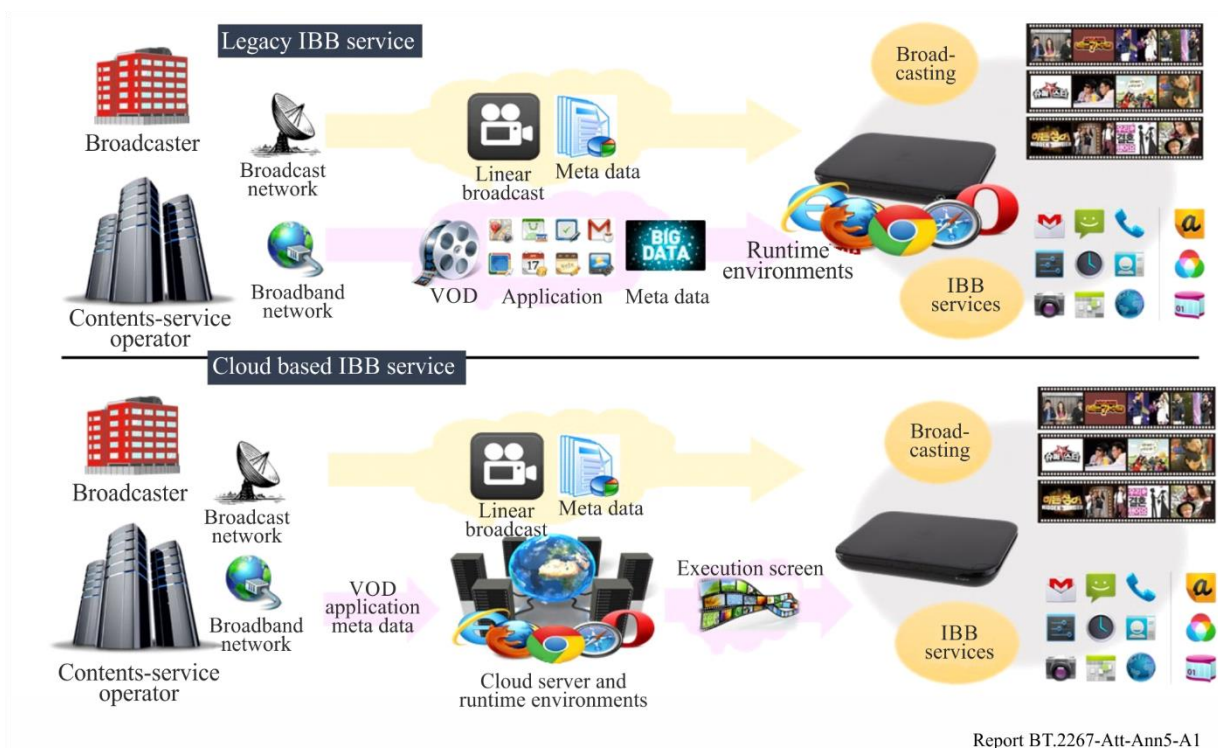 Legacy IBB service
Broadcaster
Broadcast
network
Linear
broadcast
Meta data
Broad-
casting
Contents-service
operator
Broadband
network
VOD
Application
17
BIG
DATA
Meta data
Runtime
environments
IBB
services
a
01
Cloud based IBB service
Broadcaster
Broadcast
network
Linear
broadcast
Meta data
Broad-
casting
Contents-service
operator
Broadband
network
VOD
application
meta data
Cloud server and
runtime environments
Execution screen
IBB
services
a
01
Report BT.2267-Att-Ann5-A1